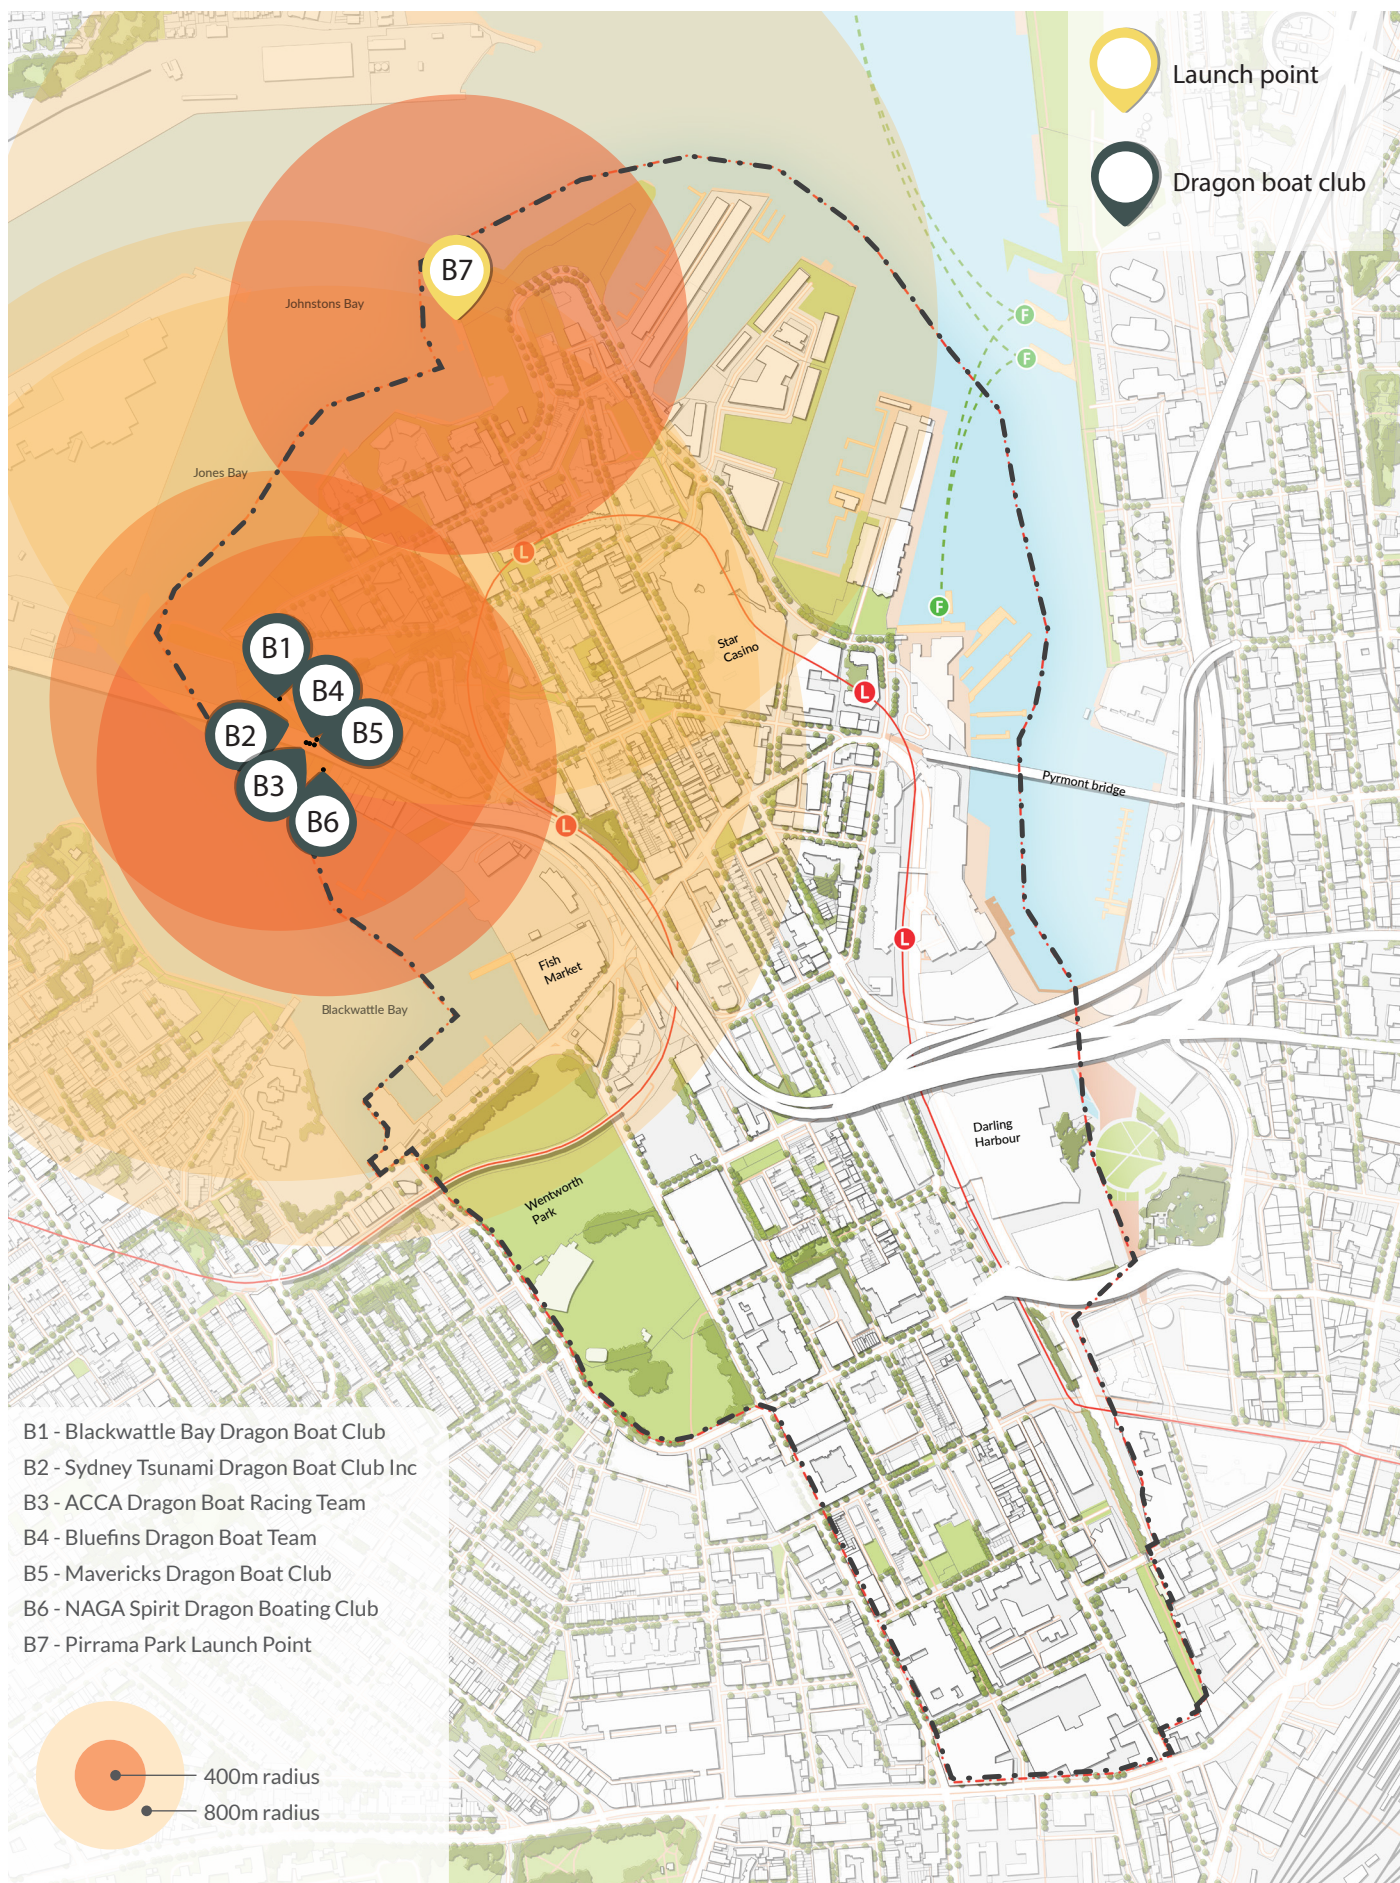 Launch point
Dragon boat club
B7
Johnstons Bay
F
F
Jones Bay
L
F
B1
Star
Casino
B4
L
B2
B5
Pyrmont bridge
B3
B6
L
L
Fish
Market
Blackwattle Bay
Darling
Harbour
Wentworth
Park
B1 - Blackwattle Bay Dragon Boat Club
B2 - Sydney Tsunami Dragon Boat Club Inc
B3 - ACCA Dragon Boat Racing Team
B4 - Bluefins Dragon Boat Team
B5 - Mavericks Dragon Boat Club
B6 - NAGA Spirit Dragon Boating Club
B7 - Pirrama Park Launch Point
400m radius
800m radius